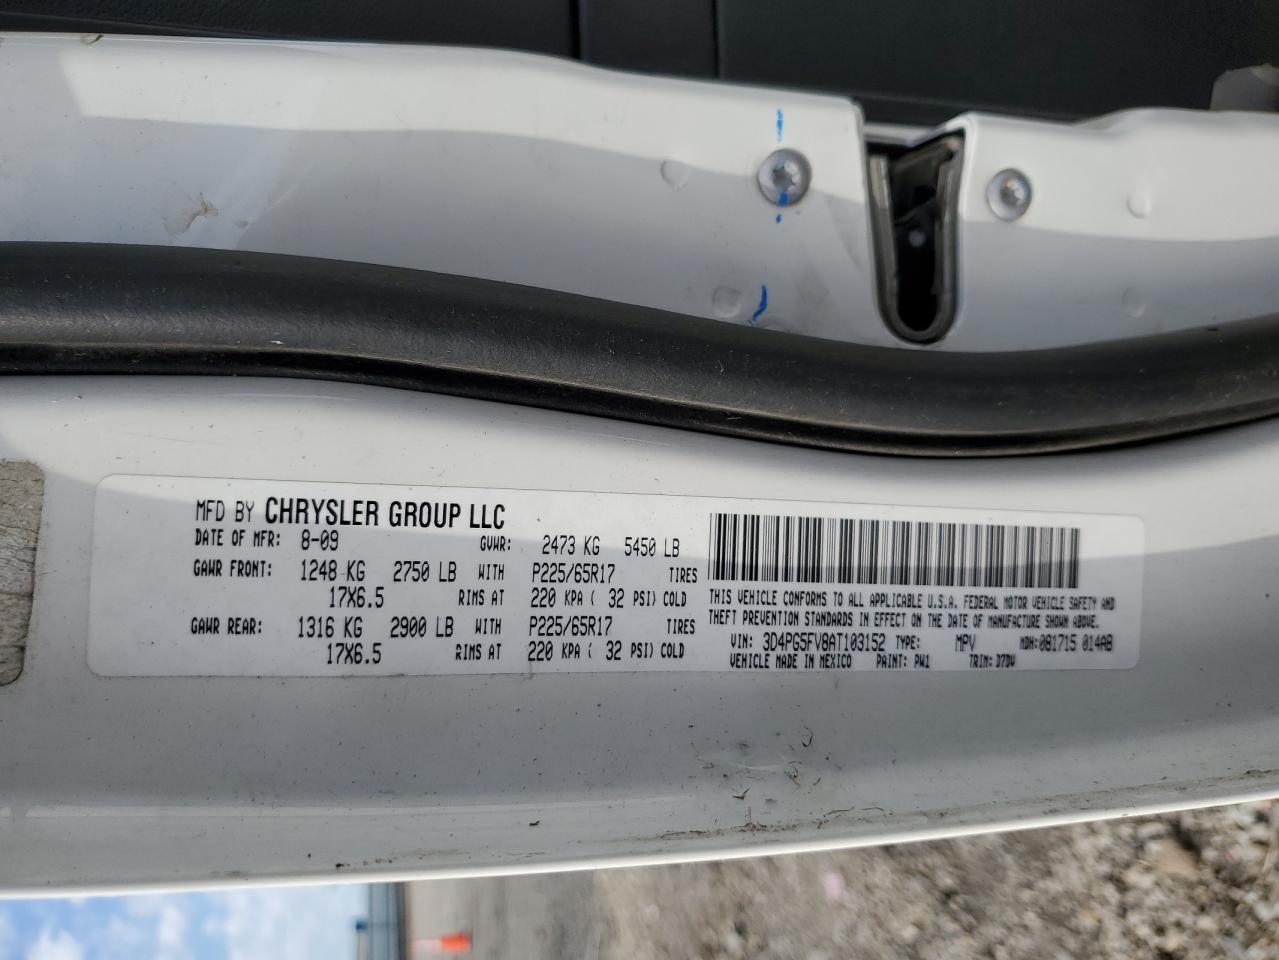 MFD BY CHRYSLER GROUP LLC
DATE OF MFR: 8-09 GVWR: 2473 KG 5450 LB
GAWR FRONT: 1248 KG 2750 LB WITH P225/65R17 TIRES
17X6.5 RIMS AT 220 KPA ( 32 PSI) COLD
GAWR REAR: 1316 KG 2900 LB WITH P225/65R17 TIRES
17X6.5 RIMS AT 220 KPA ( 32 PSI) COLD
THIS VEHICLE CONFORMS TO ALL APPLICABLE U.S.A. FEDERAL MOTOR VEHICLE SAFETY AND
THEFT PREVENTION STANDARDS IN EFFECT ON THE DATE OF MANUFACTURE SHOWN ABOVE.
VIN: 3D4PG5FV8AT103152 TYPE: MPV MDH:081715 014AB
VEHICLE MADE IN MEXICO PAINT: PW1 TRIM: D7DV